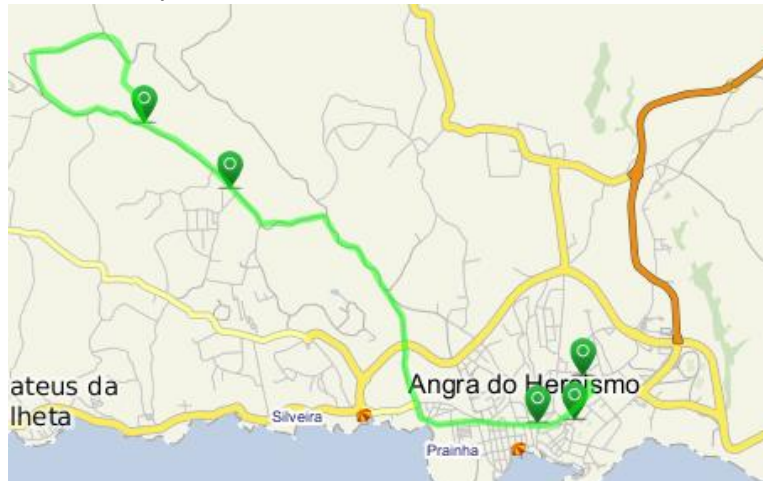 Angra do Heroismo
ateus da
lheta
Silveira
Prainha